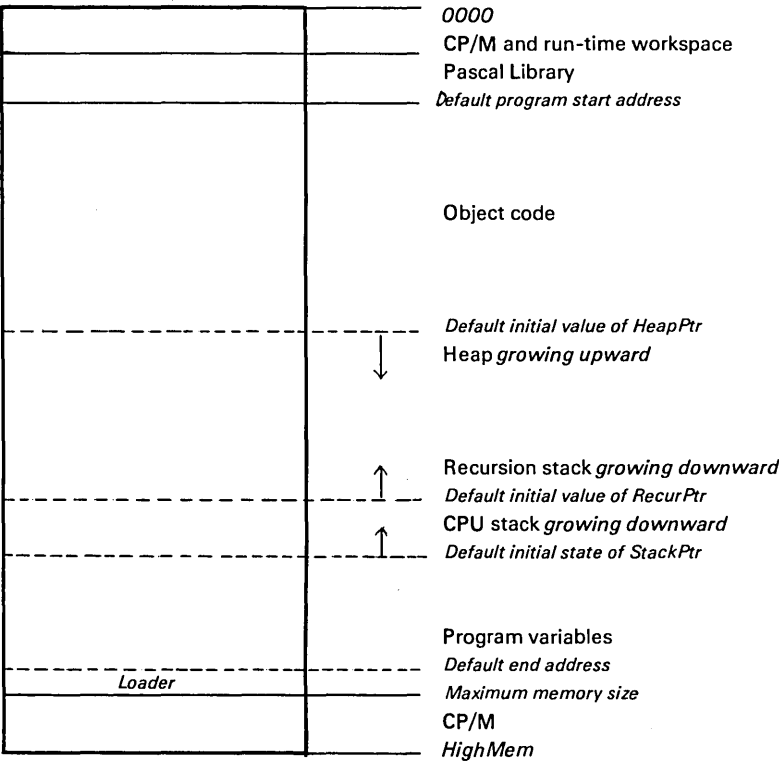 0000
CP/M and run-time workspace
Pascal Library
Default program start address
Object code
Default initial value of HeapPtr
Heap growing upward
Recursion stack growing downward
Default initial value of RecurPtr
CPU stack growing downward
Default initial state of StackPtr
Program variables
Default end address
Loader
Maximum memory size
CP/M
HighMem